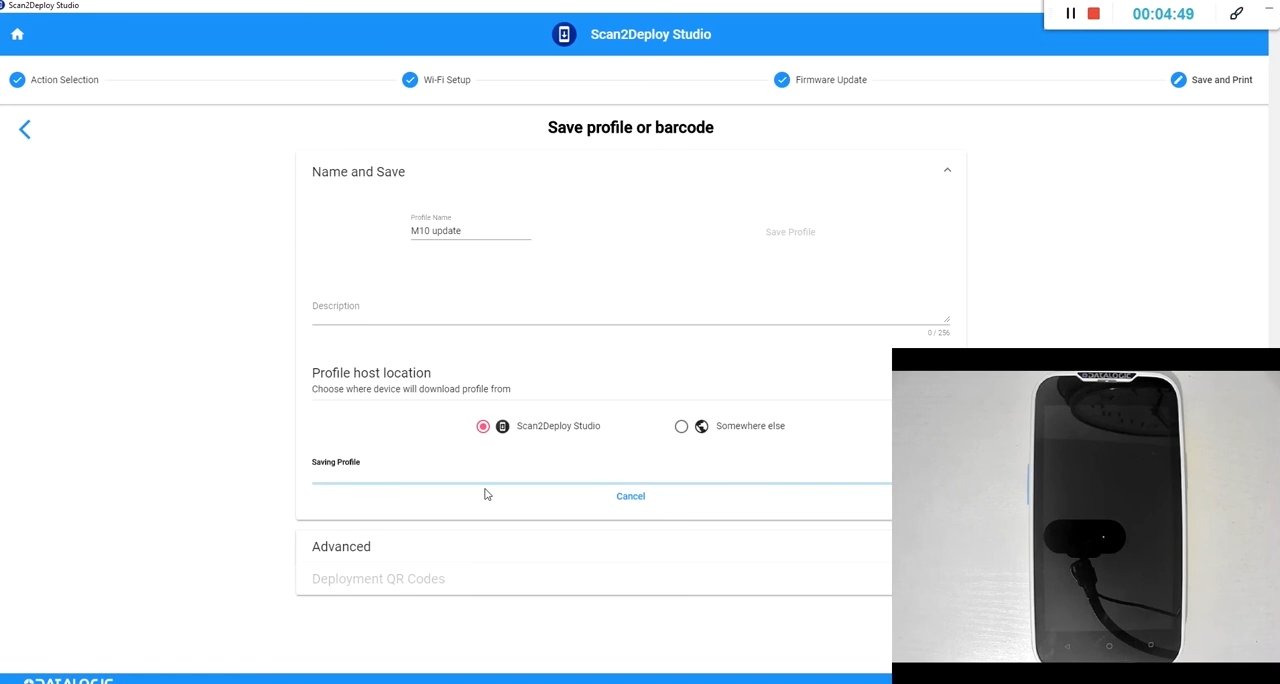 Scan2Deploy Studio
00:04:49
Scan2Deploy Studio
Action Selection
Wi-Fi Setup
Firmware Update
Save and Print
Save profile or barcode
Name and Save
Profile Name
M10 update
Save Profile
Description
0 / 256
Profile host location
Choose where device will download profile from
Scan2Deploy Studio
Somewhere else
Saving Profile
Cancel
Advanced
Deployment QR Codes
DATALOGIC
DATALOGIC